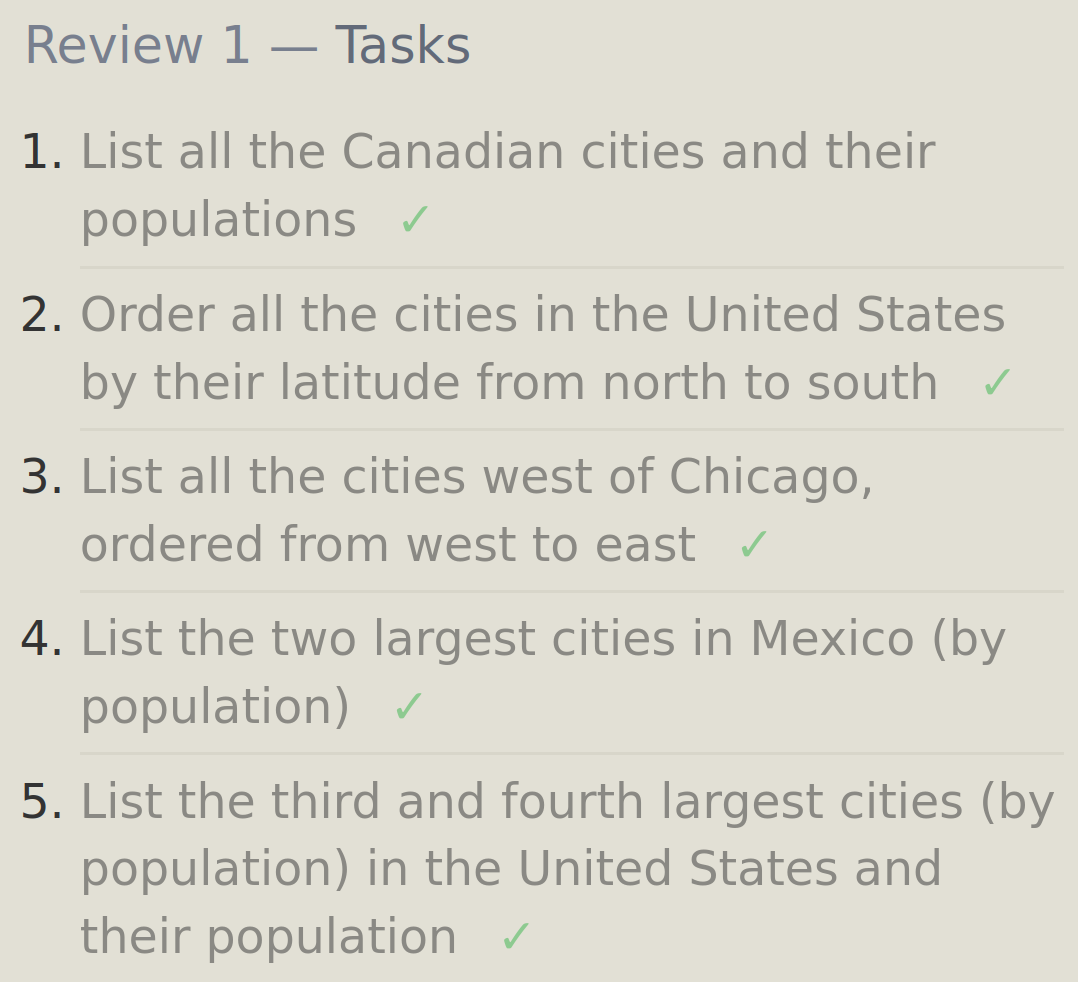 Review 1 — Tasks
1. List all the Canadian cities and their
populations ✓
2. Order all the cities in the United States
by their latitude from north to south ✓
3. List all the cities west of Chicago,
ordered from west to east ✓
4. List the two largest cities in Mexico (by
population) ✓
5. List the third and fourth largest cities (by
population) in the United States and
their population ✓